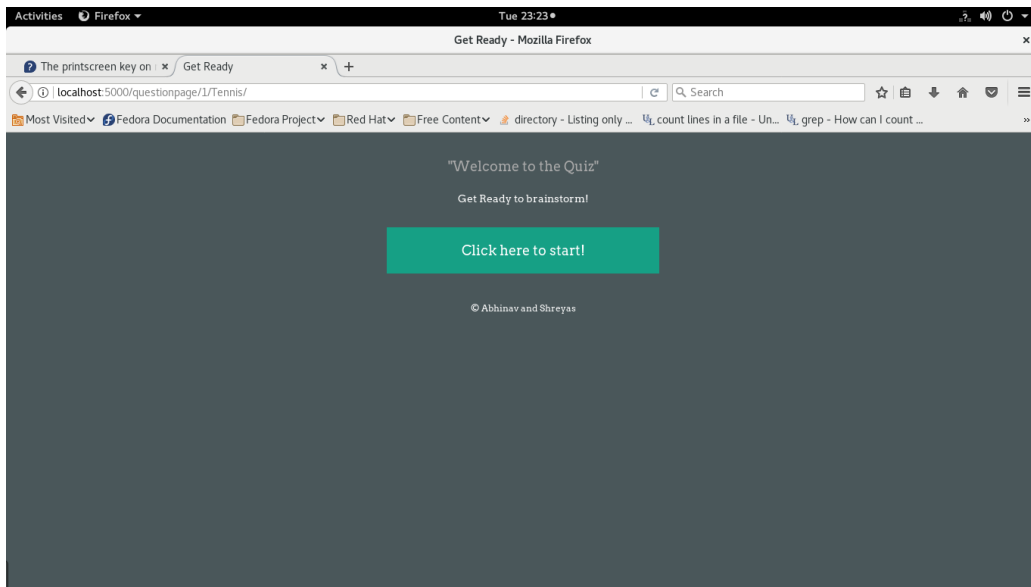 Activities Firefox Tue 23:23
Get Ready - Mozilla Firefox
The printscreen key on Get Ready
localhost:5000/questionpage/1/Tennis/ Search
Most Visited Fedora Documentation Fedora Project Red Hat Free Content directory - Listing only ... count lines in a file - Un... grep - How can I count ...
"Welcome to the Quiz"
Get Ready to brainstorm!
Click here to start!
© Abhinav and Shreyas